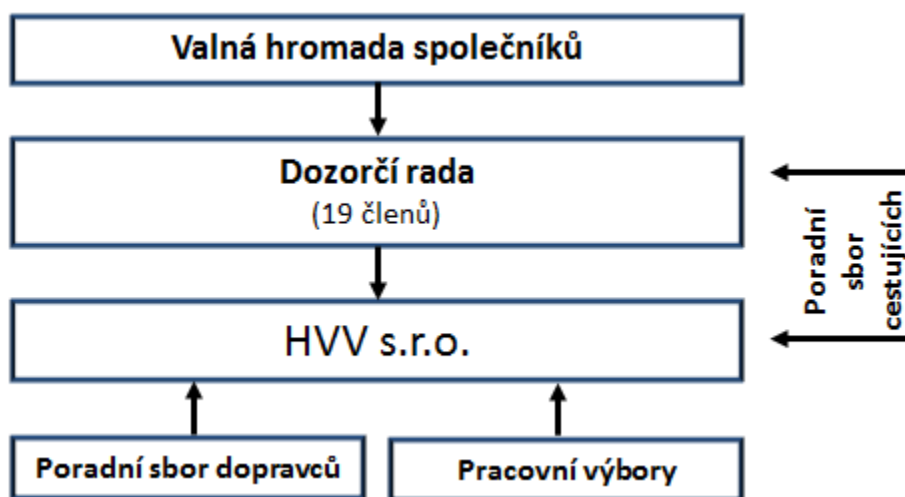 Valná hromada společníků
Dozorčí rada
(19 členů)
Poradní
sbor
cestujících
HVV s.r.o.
Poradní sbor dopravců
Pracovní výbory